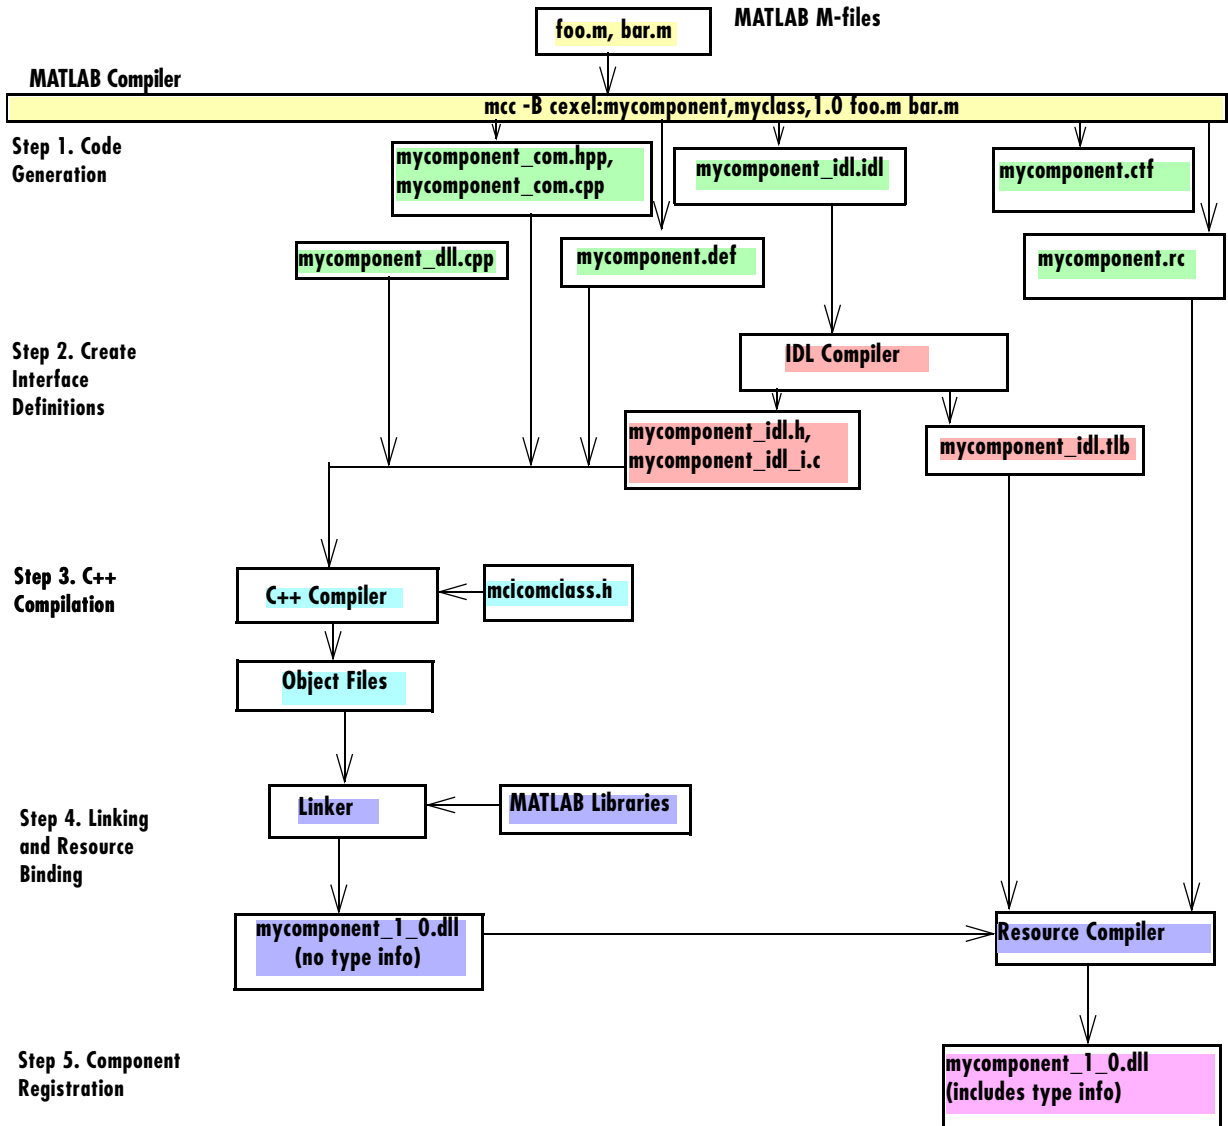 MATLAB M-files
foo.m, bar.m
MATLAB Compiler
mcc -B cexel:mycomponent,myclass,1.0 foo.m bar.m
Step 1. Code
Generation
mycomponent_com.hpp,
mycomponent_com.cpp
mycomponent_idl.idl
mycomponent.ctf
mycomponent_dll.cpp
mycomponent.def
mycomponent.rc
Step 2. Create
Interface
Definitions
IDL Compiler
mycomponent_idl.h,
mycomponent_idl_i.c
mycomponent_idl.tlb
Step 3. C++
Compilation
C++ Compiler
mcicomclass.h
Object Files
Step 4. Linking
and Resource
Binding
Linker
MATLAB Libraries
mycomponent_1_0.dll
(no type info)
Resource Compiler
Step 5. Component
Registration
mycomponent_1_0.dll
(includes type info)